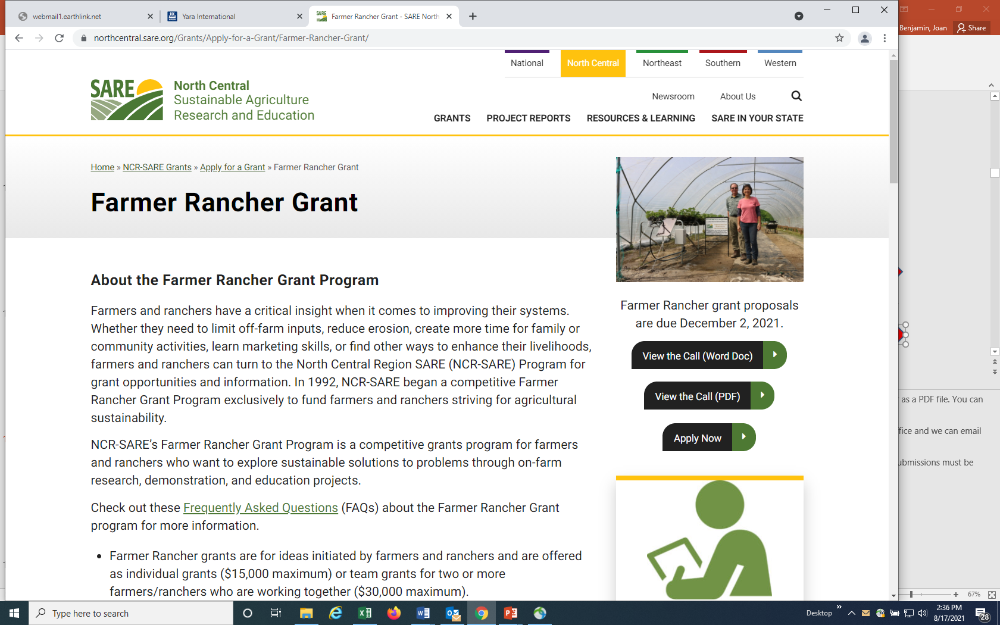 webmail1.earthlink.net
Yara International
Farmer Rancher Grant - SARE North
Benjamin, Joan
Share
northcentral.sare.org/Grants/Apply-for-a-Grant/Farmer-Rancher-Grant/
National
North Central
Northeast
Southern
Western
SARE
North Central
Sustainable Agriculture
Research and Education
Newsroom
About Us
GRANTS
PROJECT REPORTS
RESOURCES & LEARNING
SARE IN YOUR STATE
Home » NCR-SARE Grants » Apply for a Grant » Farmer Rancher Grant
Farmer Rancher Grant
About the Farmer Rancher Grant Program
Farmers and ranchers have a critical insight when it comes to improving their systems.
Whether they need to limit off-farm inputs, reduce erosion, create more time for family or
community activities, learn marketing skills, or find other ways to enhance their livelihoods,
farmers and ranchers can turn to the North Central Region SARE (NCR-SARE) Program for
grant opportunities and information. In 1992, NCR-SARE began a competitive Farmer
Rancher Grant Program exclusively to fund farmers and ranchers striving for agricultural
sustainability.
NCR-SARE’s Farmer Rancher Grant Program is a competitive grants program for farmers
and ranchers who want to explore sustainable solutions to problems through on-farm
research, demonstration, and education projects.
Check out these Frequently Asked Questions (FAQs) about the Farmer Rancher Grant
program for more information.
• Farmer Rancher grants are for ideas initiated by farmers and ranchers and are offered
as individual grants ($15,000 maximum) or team grants for two or more
farmers/ranchers who are working together ($30,000 maximum).
Farmer Rancher grant proposals
are due December 2, 2021.
View the Call (Word Doc)
View the Call (PDF)
Apply Now
as a PDF file. You can
fice and we can email
ubmissions must be
67%
Type here to search
Desktop
2:36 PM
8/17/2021
28